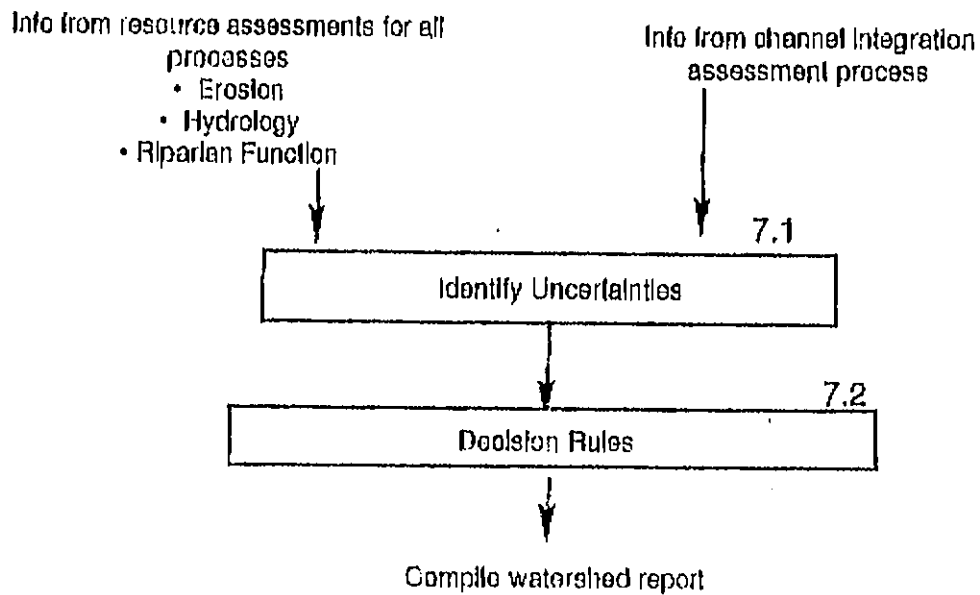 Info from resource assessments for all
processes
• Erosion
• Hydrology
• Riparian Function
Info from channel integration
assessment process
7.1
Identify Uncertainties
7.2
Decision Rules
Compile watershed report